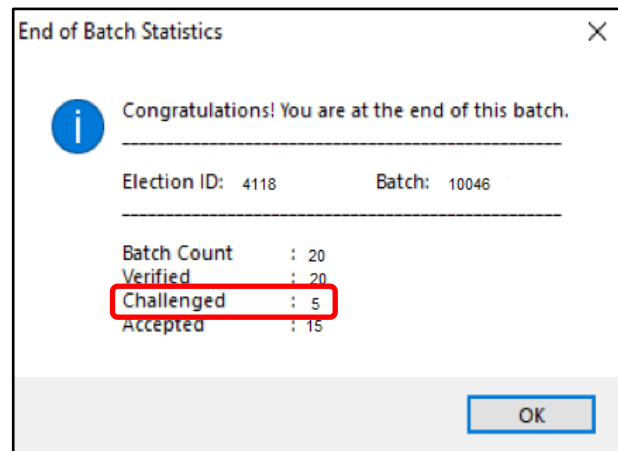 End of Batch Statistics
Congratulations! You are at the end of this batch.
Election ID: 4118 Batch: 10046
Batch Count : 20
Verified : 20
Challenged : 5
Accepted : 15
OK